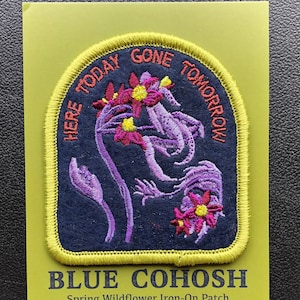 HERE TODAY GONE TOMORROW
BLUE COHOSH
Spring Wildflower Iron-On Patch